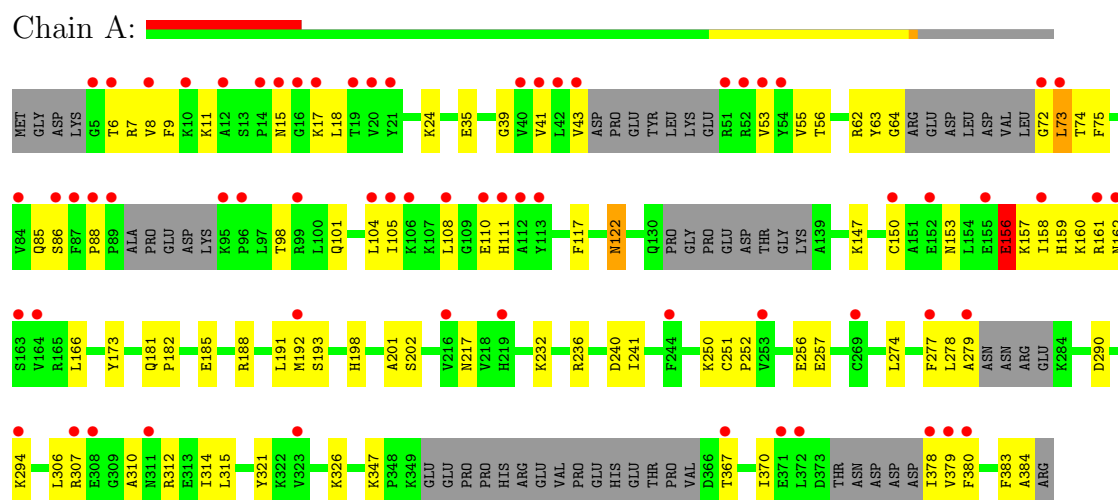 Chain A:
MET GLY ASP LYS G5 T6 R7 V8 F9 K10 K11 A12 S13 P14 N15 G16 K17 L18 T19 V20 Y21 K24 E35 G39 V40 V41 L42 V43 ASP PRO GLU TYR LEU LYS GLU R51 R52 V53 Y54 V55 T56 R62 Y63 G64 ARG GLU ASP LEU ASP VAL LEU G72 L73 T74 F75
V84 Q85 S86 F87 P88 P89 ALA PRO GLU ASP LYS K95 P96 L97 T98 R99 L100 Q101 L104 I105 K106 K107 L108 G109 E110 H111 A112 Y113 F117 N122 Q130 PRO GLY PRO GLU ASP THR GLY LYS A139 K147 C150 A151 E152 N153 L154 E155 E156 K157 I158 H159 K160 R161 N162
S163 V164 R165 L166 Y173 Q181 P182 E185 R188 L191 M192 S193 H198 A201 S202 V216 N217 V218 H219 K232 R236 D240 I241 F244 K250 C251 P252 V253 E256 E257 C269 L274 F277 L278 A279 ASN ASN ARG GLU K284 D290
K294 L306 R307 E308 G309 A310 N311 R312 E313 I314 L315 Y321 K322 V323 K326 K347 P348 K349 GLU GLU PRO PRO HIS ARG GLU VAL PRO GLU HIS GLU THR PRO VAL D366 T367 I370 E371 L372 D373 THR ASN ASP ASP ASP I378 V379 F380 F383 A384 ARG